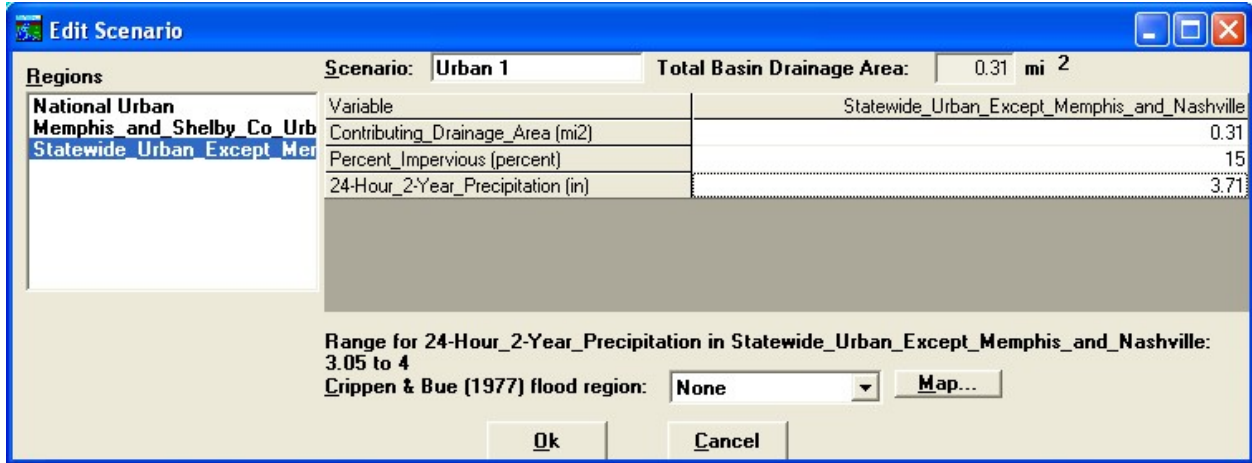 Edit Scenario
Regions
National Urban
Memphis_and_Shelby_Co_Urb
Statewide_Urban_Except_Mer
Scenario: Urban 1 Total Basin Drainage Area: 0.31 mi 2
Variable Statewide_Urban_Except_Memphis_and_Nashville
Contributing_Drainage_Area (mi2) 0.31
Percent_Impervious (percent) 15
24-Hour_2-Year_Precipitation (in) 3.71
Range for 24-Hour_2-Year_Precipitation in Statewide_Urban_Except_Memphis_and_Nashville:
3.05 to 4
Crippen & Bue (1977) flood region: None Map...
Ok Cancel